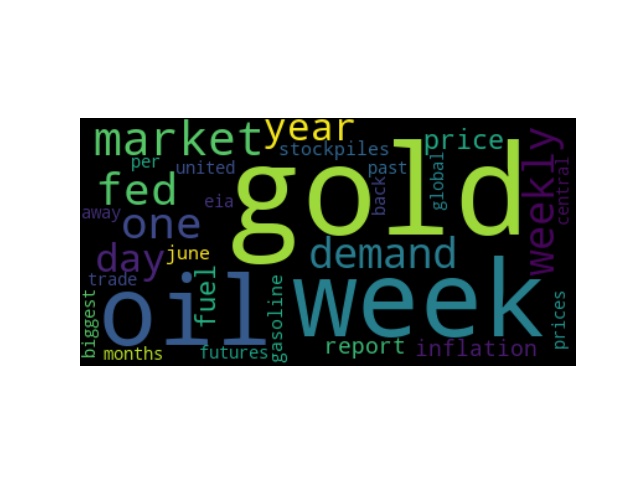 market
year
stockpiles
price
weekly
per
united
past
global
central
fed
gold
eia
back
away
one
day
june
demand
trade
fuel
oil
week
gasoline
biggest
prices
months
futures
report
inflation